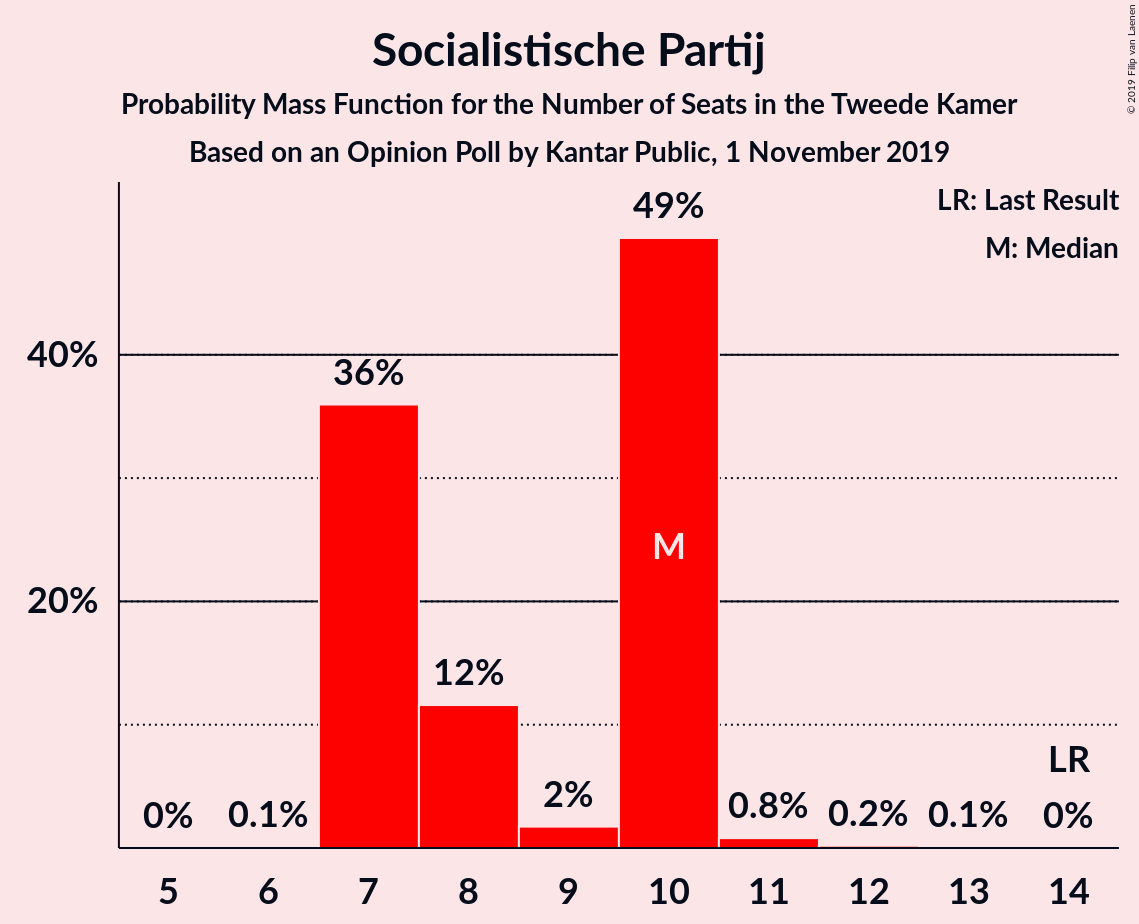 Socialistische Partij
Probability Mass Function for the Number of Seats in the Tweede Kamer
Based on an Opinion Poll by Kantar Public, 1 November 2019
© 2019 Filip van Laenen
LR: Last Result
M: Median
49%
40%
36%
M
20%
12%
LR
2%
0%
0.1%
0.8%
0.2%
0.1%
0%
5 6 7 8 9 10 11 12 13 14